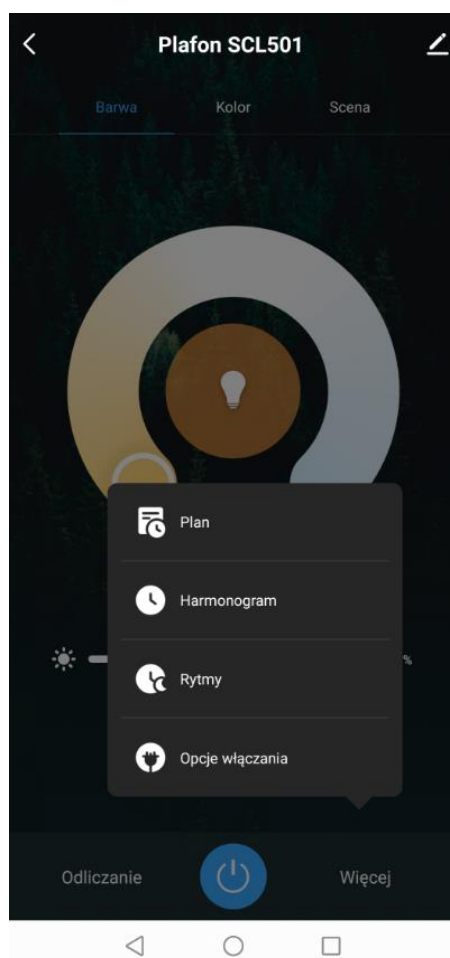 Plafon SCL501
Barwa Kolor Scena
Plan
Harmonogram
%
Rytmy
Opcje włączania
Odliczanie Więcej